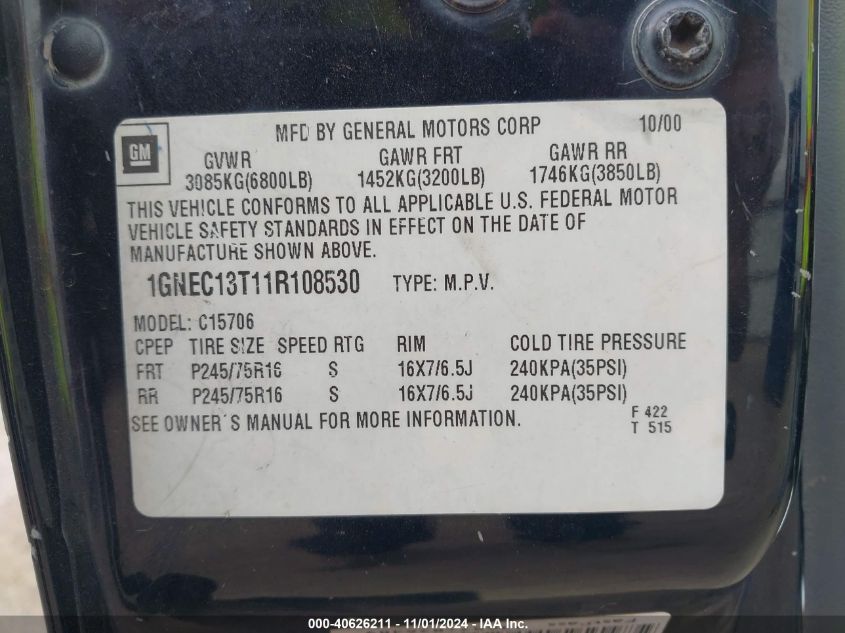 MFD BY GENERAL MOTORS CORP 10/00
GM
GVWR GAWR FRT GAWR RR
3085KG(6800LB) 1452KG(3200LB) 1746KG(3850LB)
THIS VEHICLE CONFORMS TO ALL APPLICABLE U.S. FEDERAL MOTOR
VEHICLE SAFETY STANDARDS IN EFFECT ON THE DATE OF
MANUFACTURE SHOWN ABOVE.
1GNEC13T11R108530 TYPE: M.P.V.
MODEL: C15706
CPEP TIRE SIZE SPEED RTG RIM COLD TIRE PRESSURE
FRT P245/75R16 S 16X7/6.5J 240KPA(35PSI)
RR P245/75R16 S 16X7/6.5J 240KPA(35PSI)
SEE OWNER'S MANUAL FOR MORE INFORMATION.
F 422
T 515
000-40626211 - 11/01/2024 - IAAI.COM